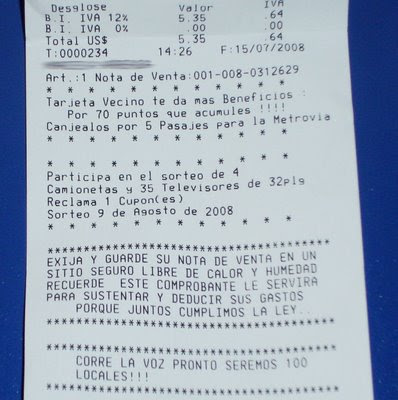 Desglose Valor IVA
B.I. IVA 12% 5.35 .64
B.I. IVA 0% .00 .00
Total US$ 5.35 .64
T:0000234 14:26 F:15/07/2008
Art.:1 Nota de Venta:001-008-0312629
* * * * * * * * * * * *
Tarjeta Vecino te da mas Beneficios :
Por 70 puntos que acumules !!!!
Canjealos por 5 Pasajes para la Metrovia
* * * * * * * * * * * *
* * * * * * * * * * * *
Participa en el sorteo de 4
Camionetas y 35 Televisores de 32plg
Reclama 1 Cupon(es)
Sorteo 9 de Agosto de 2008
* * * * * * * * * * * *
****************************************
EXIJA Y GUARDE SU NOTA DE VENTA EN UN
SITIO SEGURO LIBRE DE CALOR Y HUMEDAD
RECUERDE ESTE COMPROBANTE LE SERVIRA
PARA SUSTENTAR Y DEDUCIR SUS GASTOS
PORQUE JUNTOS CUMPLIMOS LA LEY..
****************************************
****************************************
CORRE LA VOZ PRONTO SEREMOS 100
LOCALES!!!
****************************************